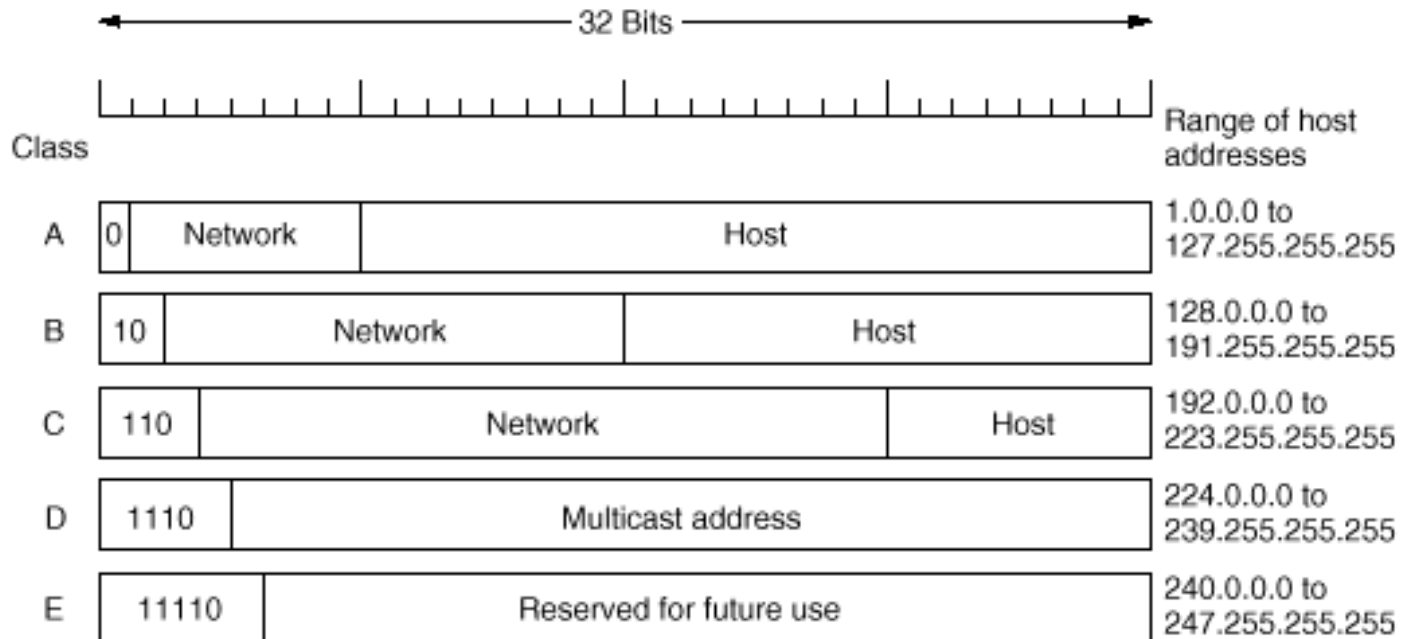 32 Bits
Range of host
addresses
Class
A
0
Network
Host
1.0.0.0 to
127.255.255.255
B
10
Network
Host
128.0.0.0 to
191.255.255.255
C
110
Network
Host
192.0.0.0 to
223.255.255.255
D
1110
Multicast address
224.0.0.0 to
239.255.255.255
E
11110
Reserved for future use
240.0.0.0 to
247.255.255.255